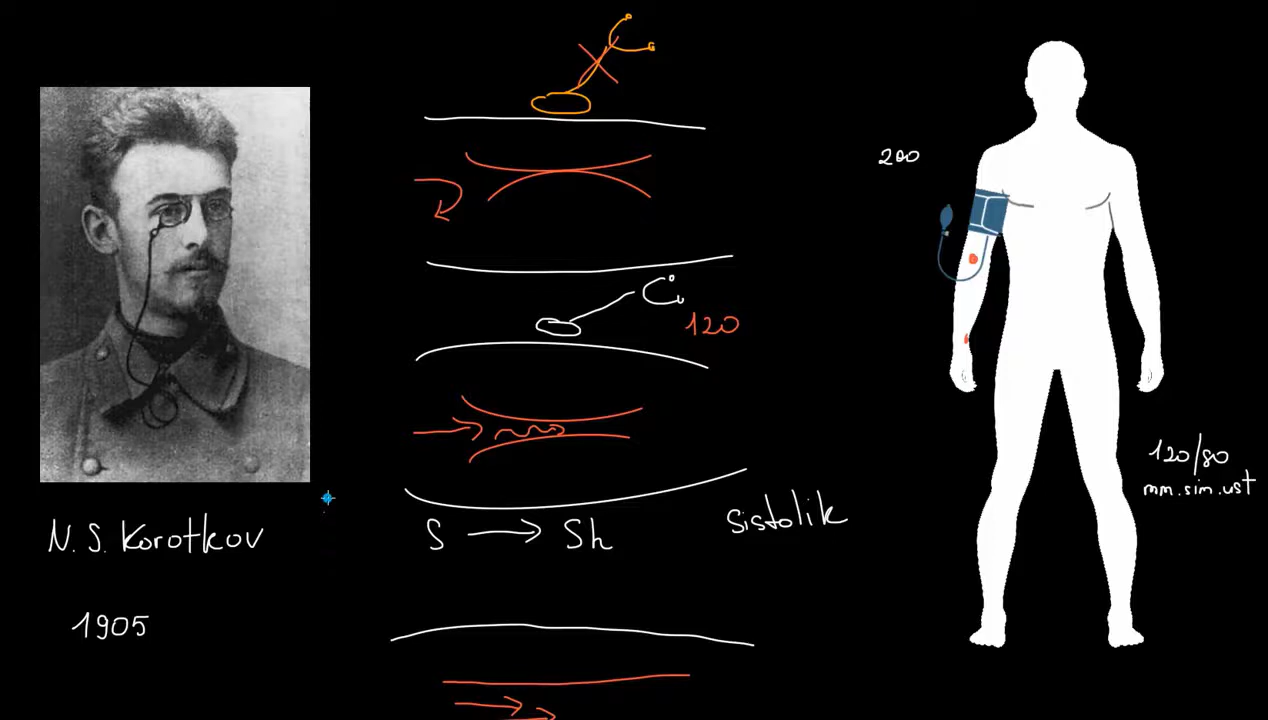 200
120
120/80
mm.sim.ust
S → Sh
sistolik
N. S. Korotkov
1905